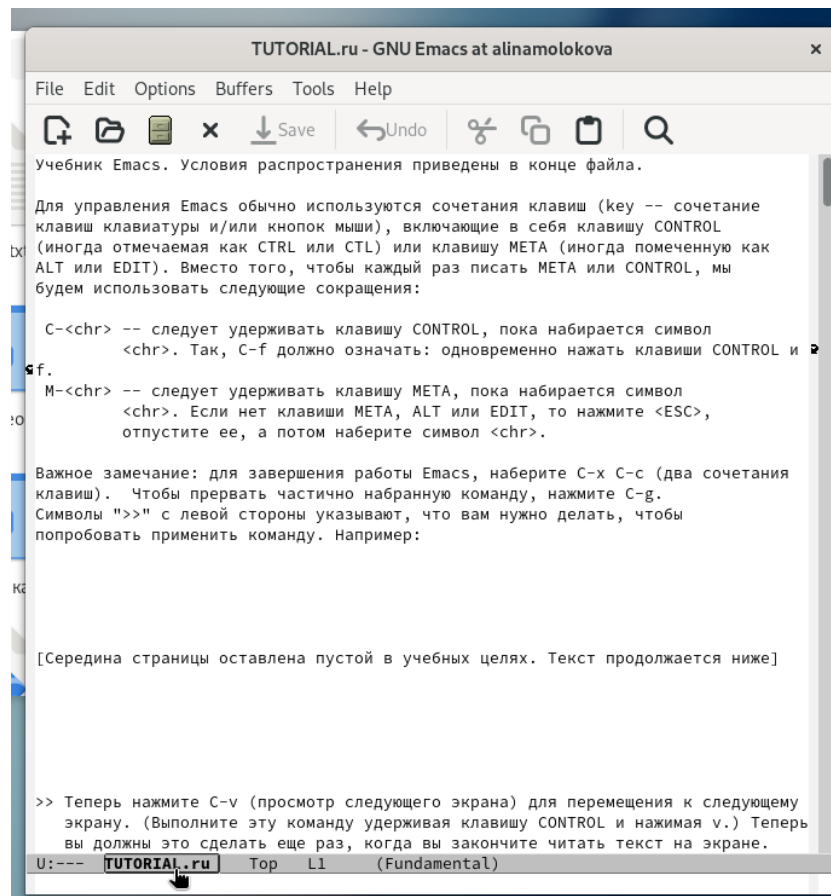 TUTORIAL.ru - GNU Emacs at alinamolokova
File Edit Options Buffers Tools Help
Save Undo
Учебник Emacs. Условия распространения приведены в конце файла.
Для управления Emacs обычно используются сочетания клавиш (key -- сочетание
клавиш клавиатуры и/или кнопок мыши), включающие в себя клавишу CONTROL
(иногда отмечаемая как CTRL или CTL) или клавишу META (иногда помеченную как
ALT или EDIT). Вместо того, чтобы каждый раз писать META или CONTROL, мы
будем использовать следующие сокращения:
C-<chr> -- следует удерживать клавишу CONTROL, пока набирается символ
<chr>. Так, C-f должно означать: одновременно нажать клавиши CONTROL и
f.
M-<chr> -- следует удерживать клавишу META, пока набирается символ
<chr>. Если нет клавиши META, ALT или EDIT, то нажмите <ESC>,
отпустите ее, а потом наберите символ <chr>.
Важное замечание: для завершения работы Emacs, наберите C-x C-c (два сочетания
клавиш). Чтобы прервать частично набранную команду, нажмите C-g.
Символы ">>" с левой стороны указывают, что вам нужно делать, чтобы
попробовать применить команду. Например:
[Середина страницы оставлена пустой в учебных целях. Текст продолжается ниже]
>> Теперь нажмите C-v (просмотр следующего экрана) для перемещения к следующему
экрану. (Выполните эту команду удерживая клавишу CONTROL и нажимая v.) Теперь
вы должны это сделать еще раз, когда вы закончите читать текст на экране.
U:--- TUTORIAL.ru Top L1 (Fundamental)